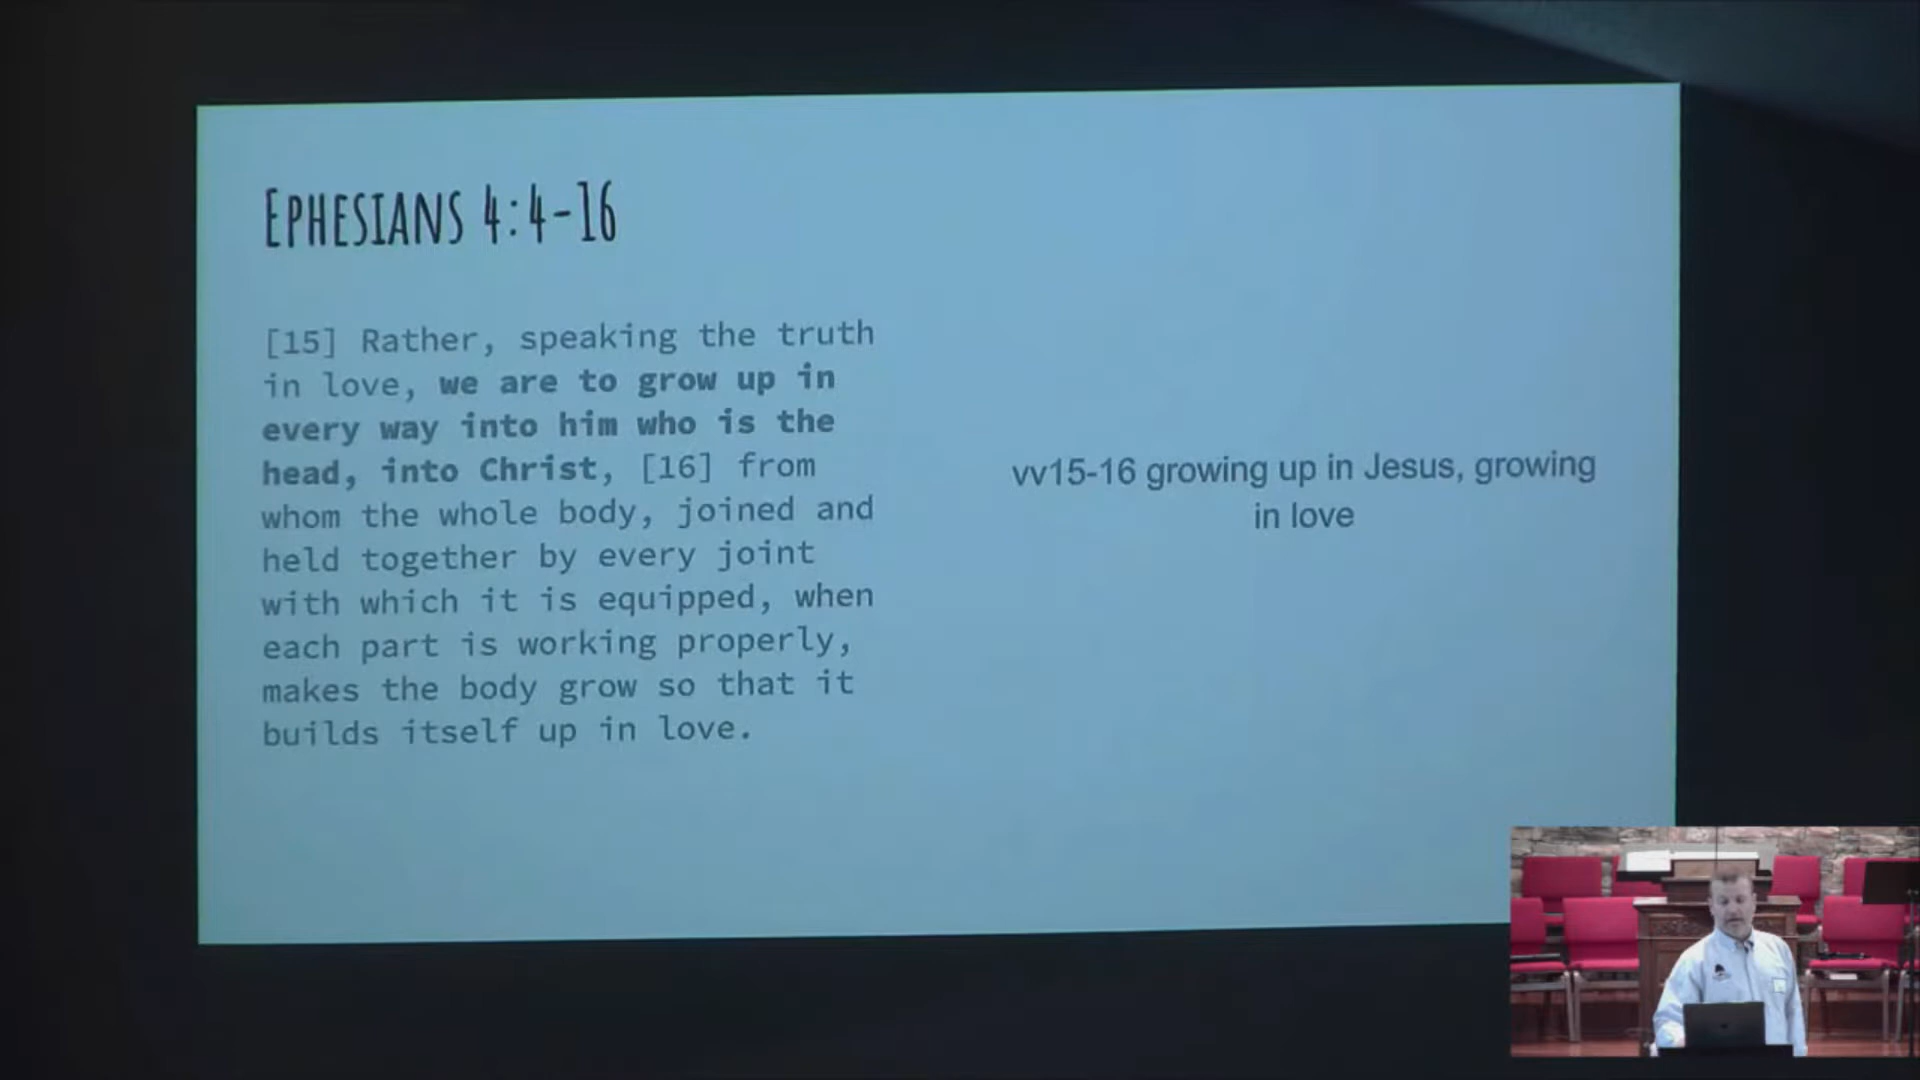 EPHESIANS 4:4-16
[15] Rather, speaking the truth
in love, we are to grow up in
every way into him who is the
head, into Christ, [16] from
whom the whole body, joined and
held together by every joint
with which it is equipped, when
each part is working properly,
makes the body grow so that it
builds itself up in love.
vv15-16 growing up in Jesus, growing
in love